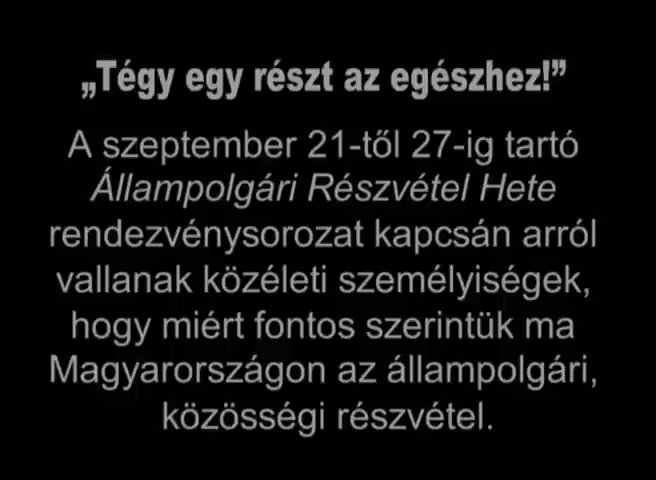 „Tégy egy részt az egészhez!”
A szeptember 21-től 27-ig tartó
Állampolgári Részvétel Hete
rendezvénysorozat kapcsán arról
vallanak közéleti személyiségek,
hogy miért fontos szerintük ma
Magyarországon az állampolgári,
közösségi részvétel.